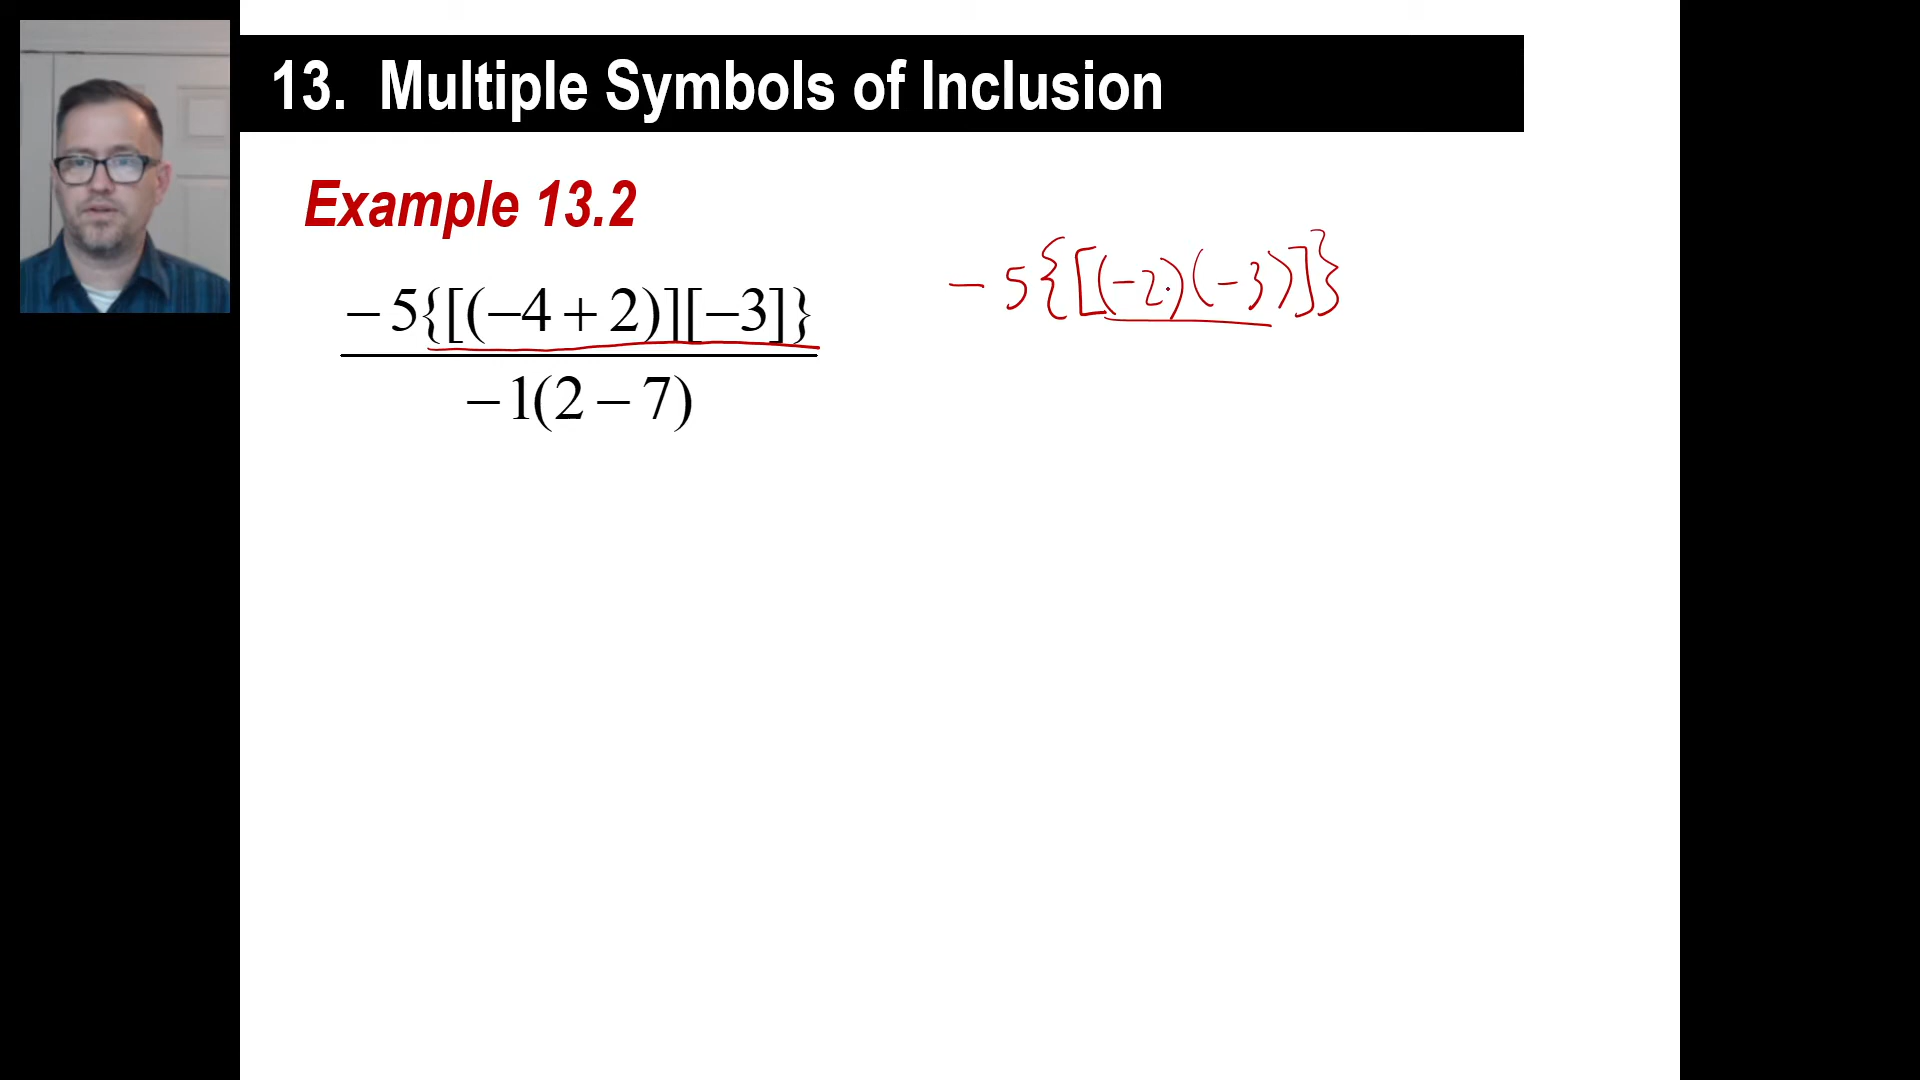 13. Multiple Symbols of Inclusion
Example 13.2
-5{[(-2)(-3)]}
-5{[(-4+2)][-3]}
-1(2-7)